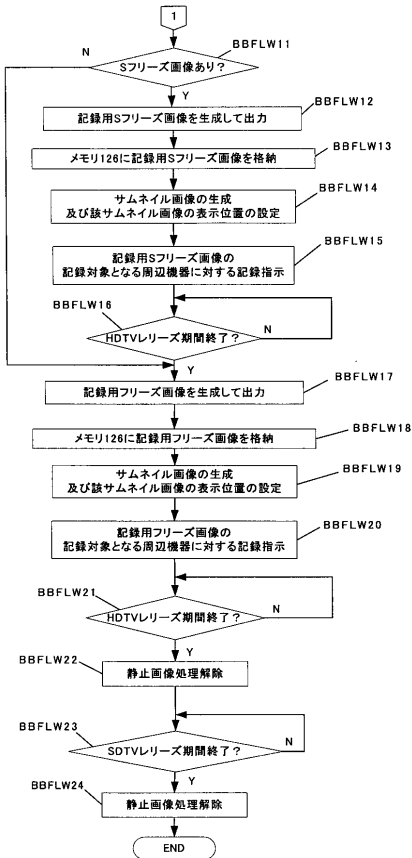 1
BBFLW11
N
Sフリーズ画像あり?
Y
BBFLW12
記録用Sフリーズ画像を生成して出力
BBFLW13
メモリ126に記録用Sフリーズ画像を格納
BBFLW14
サムネイル画像の生成
及び該サムネイル画像の表示位置の設定
BBFLW15
記録用Sフリーズ画像の
記録対象となる周辺機器に対する記録指示
BBFLW16
HDTVレリーズ期間終了?
N
Y
BBFLW17
記録用フリーズ画像を生成して出力
BBFLW18
メモリ126に記録用フリーズ画像を格納
BBFLW19
サムネイル画像の生成
及び該サムネイル画像の表示位置の設定
BBFLW20
記録用フリーズ画像の
記録対象となる周辺機器に対する記録指示
BBFLW21
HDTVレリーズ期間終了?
N
Y
BBFLW22
静止画像処理解除
BBFLW23
SDTVレリーズ期間終了?
N
Y
BBFLW24
静止画像処理解除
END